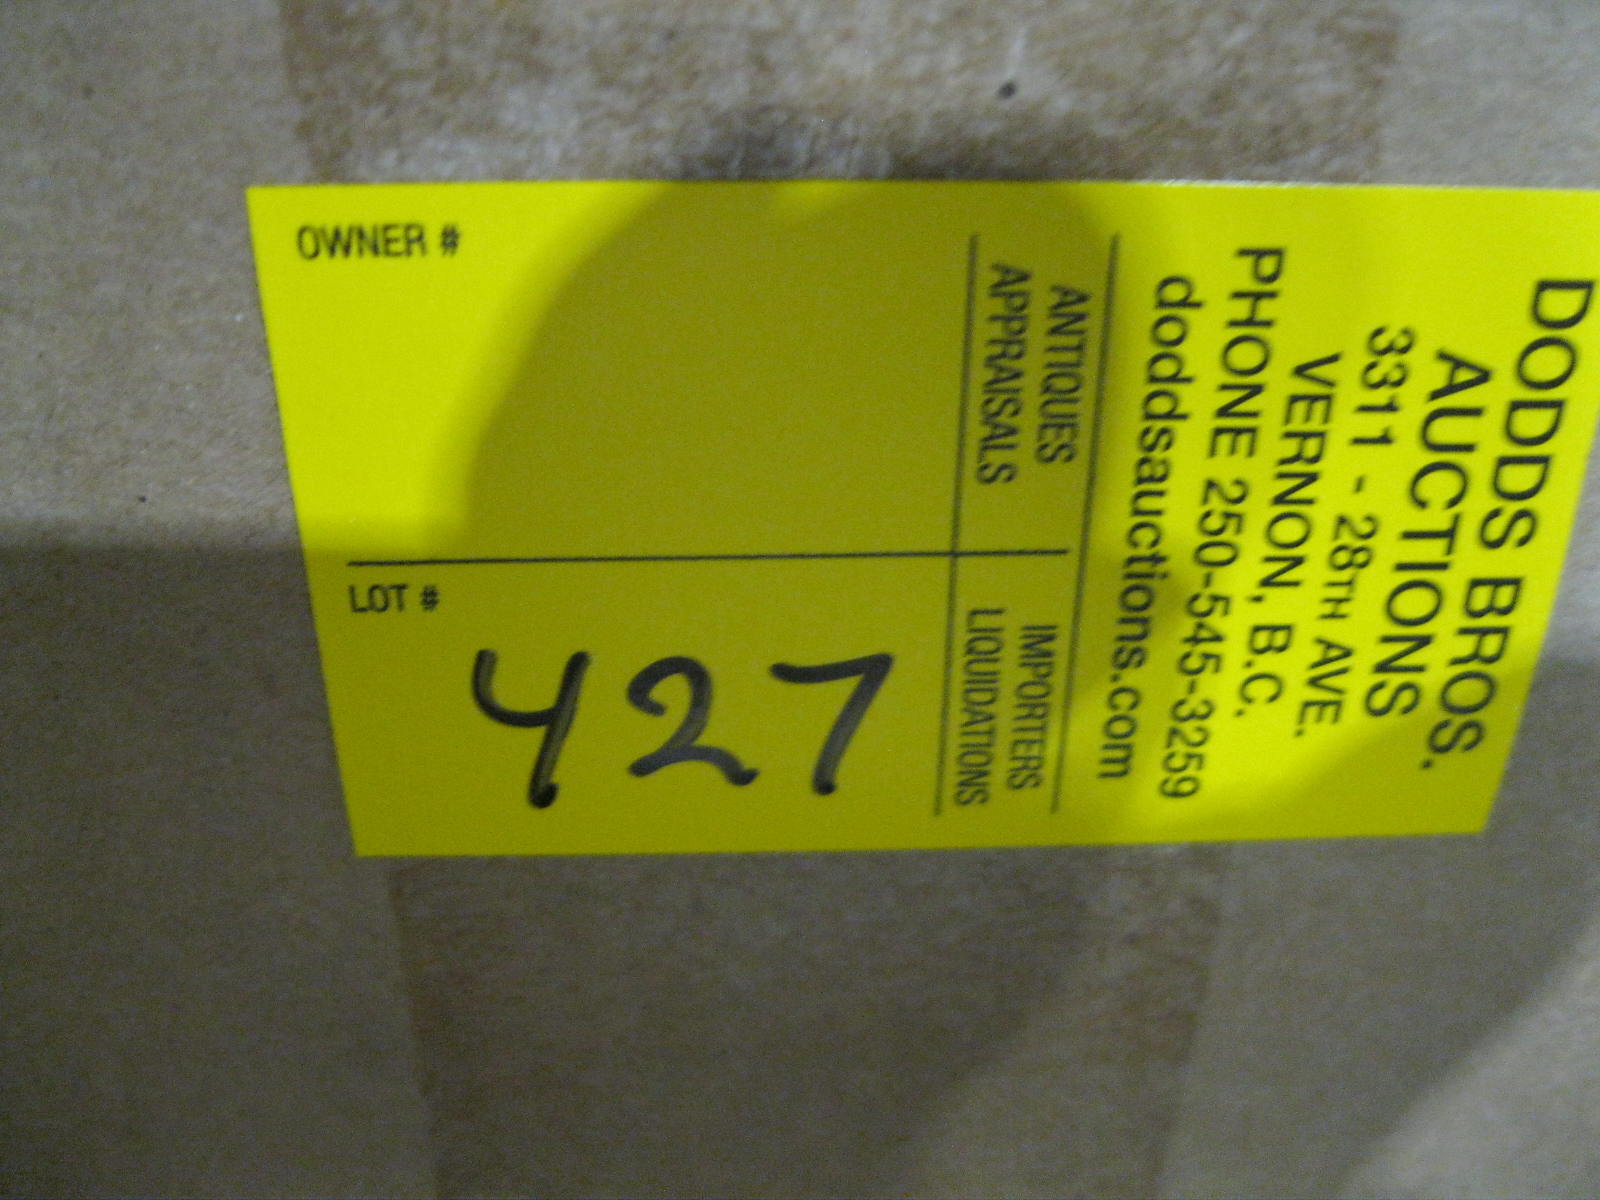 DODDS BROS.
AUCTIONS
3311 - 28TH AVE.
VERNON, B.C.
PHONE 250-545-3259
doddsauctions.com
ANTIQUES
APPRAISALS
IMPORTERS
LIQUIDATIONS
OWNER #
LOT #
427